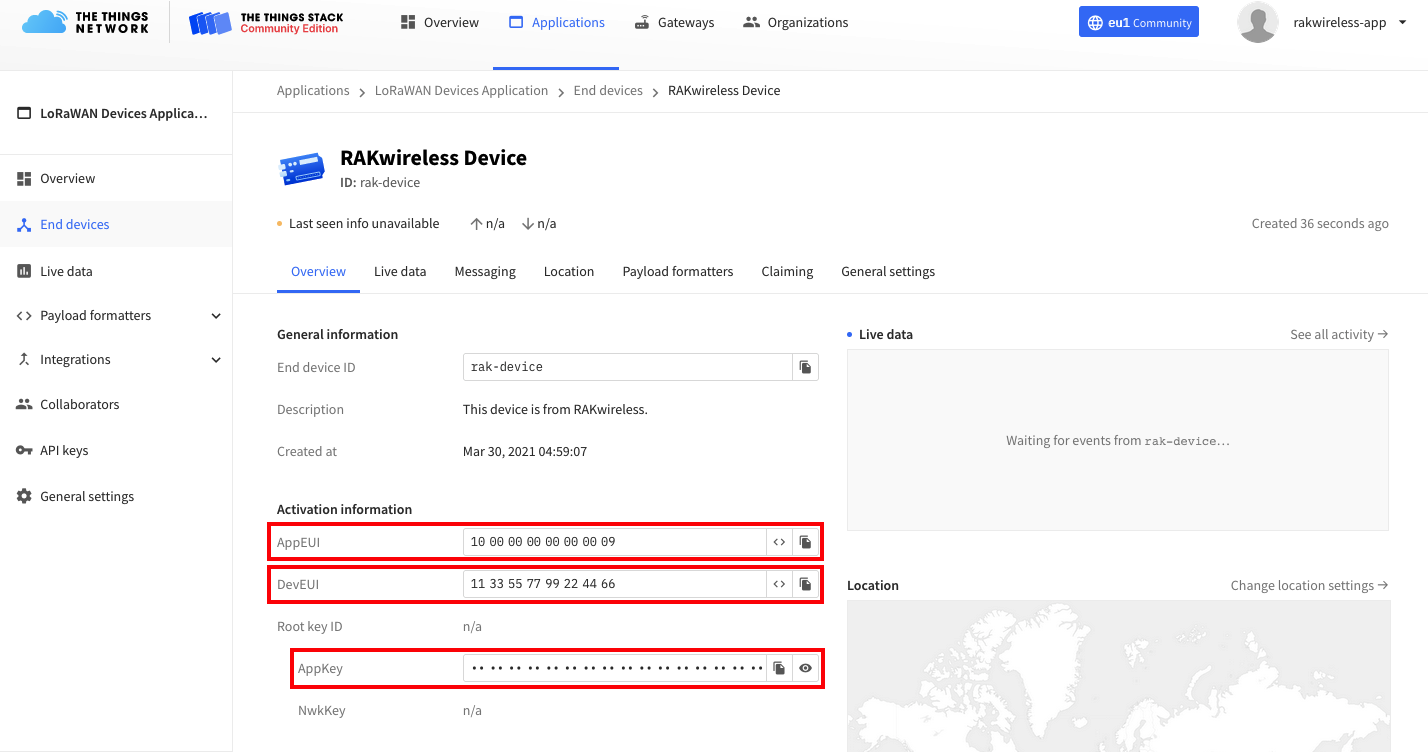 THE THINGS NETWORK
THE THINGS STACK
Community Edition
Overview
Applications
Gateways
Organizations
eu1 Community
rakwireless-app
LoRaWAN Devices Applica…
Overview
End devices
Live data
Payload formatters
Integrations
Collaborators
API keys
General settings
Applications > LoRaWAN Devices Application > End devices > RAKwireless Device
RAKwireless Device
ID: rak-device
Last seen info unavailable ↑ n/a ↓ n/a
Created 36 seconds ago
Overview Live data Messaging Location Payload formatters Claiming General settings
General information
End device ID rak-device
Description This device is from RAKwireless.
Created at Mar 30, 2021 04:59:07
Activation information
AppEUI 10 00 00 00 00 00 00 09
DevEUI 11 33 55 77 99 22 44 66
Root key ID n/a
AppKey •• •• •• •• •• •• •• •• •• •• •• •• •• •• •• ••
NwkKey n/a
Live data
See all activity →
Waiting for events from rak-device…
Location
Change location settings →